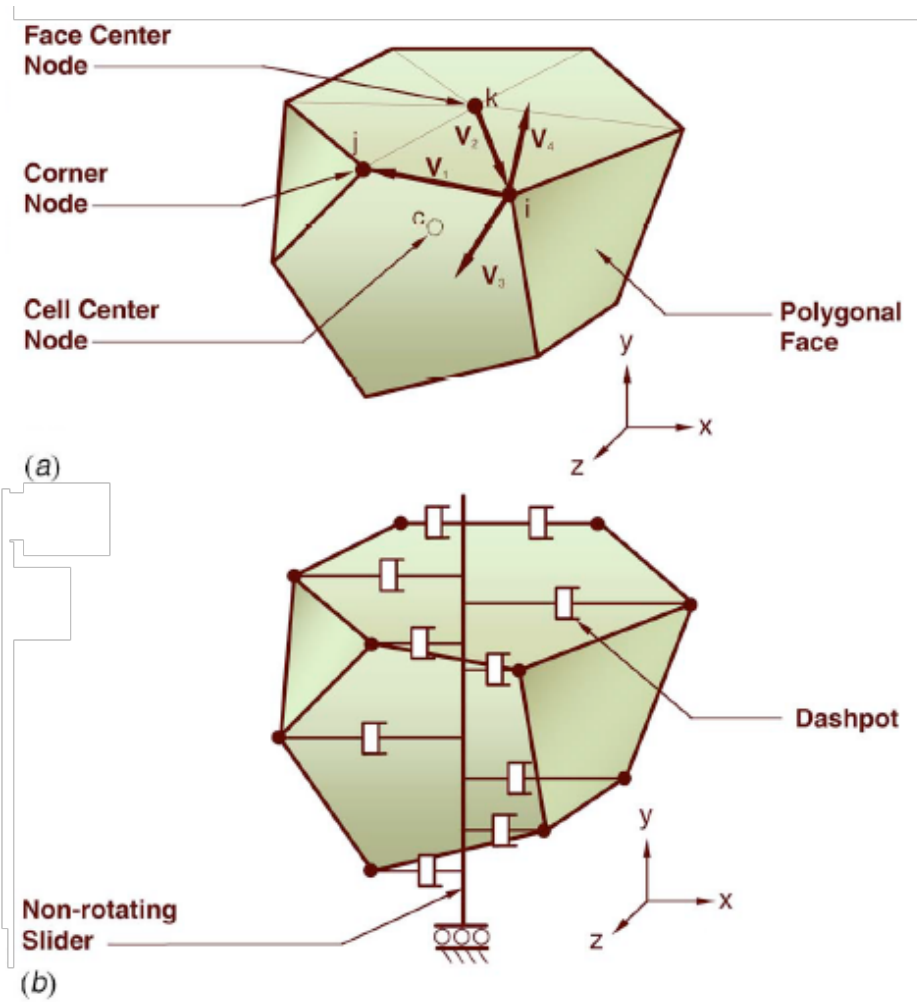 Face Center
Node
k
j
V₂
V₄
V₁
Corner
Node
i
c
V₃
Cell Center
Node
Polygonal
Face
y
x
z
(a)
Dashpot
y
x
z
Non-rotating
Slider
(b)